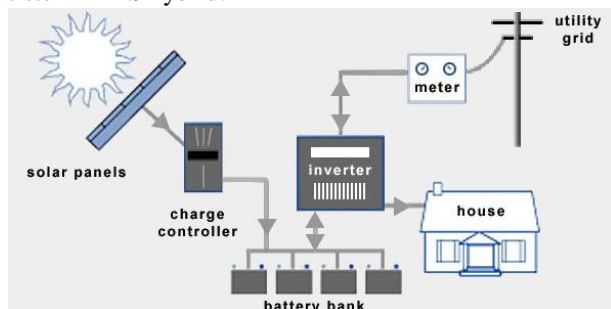 utility
grid
meter
solar panels
inverter
charge
controller
house
battery bank